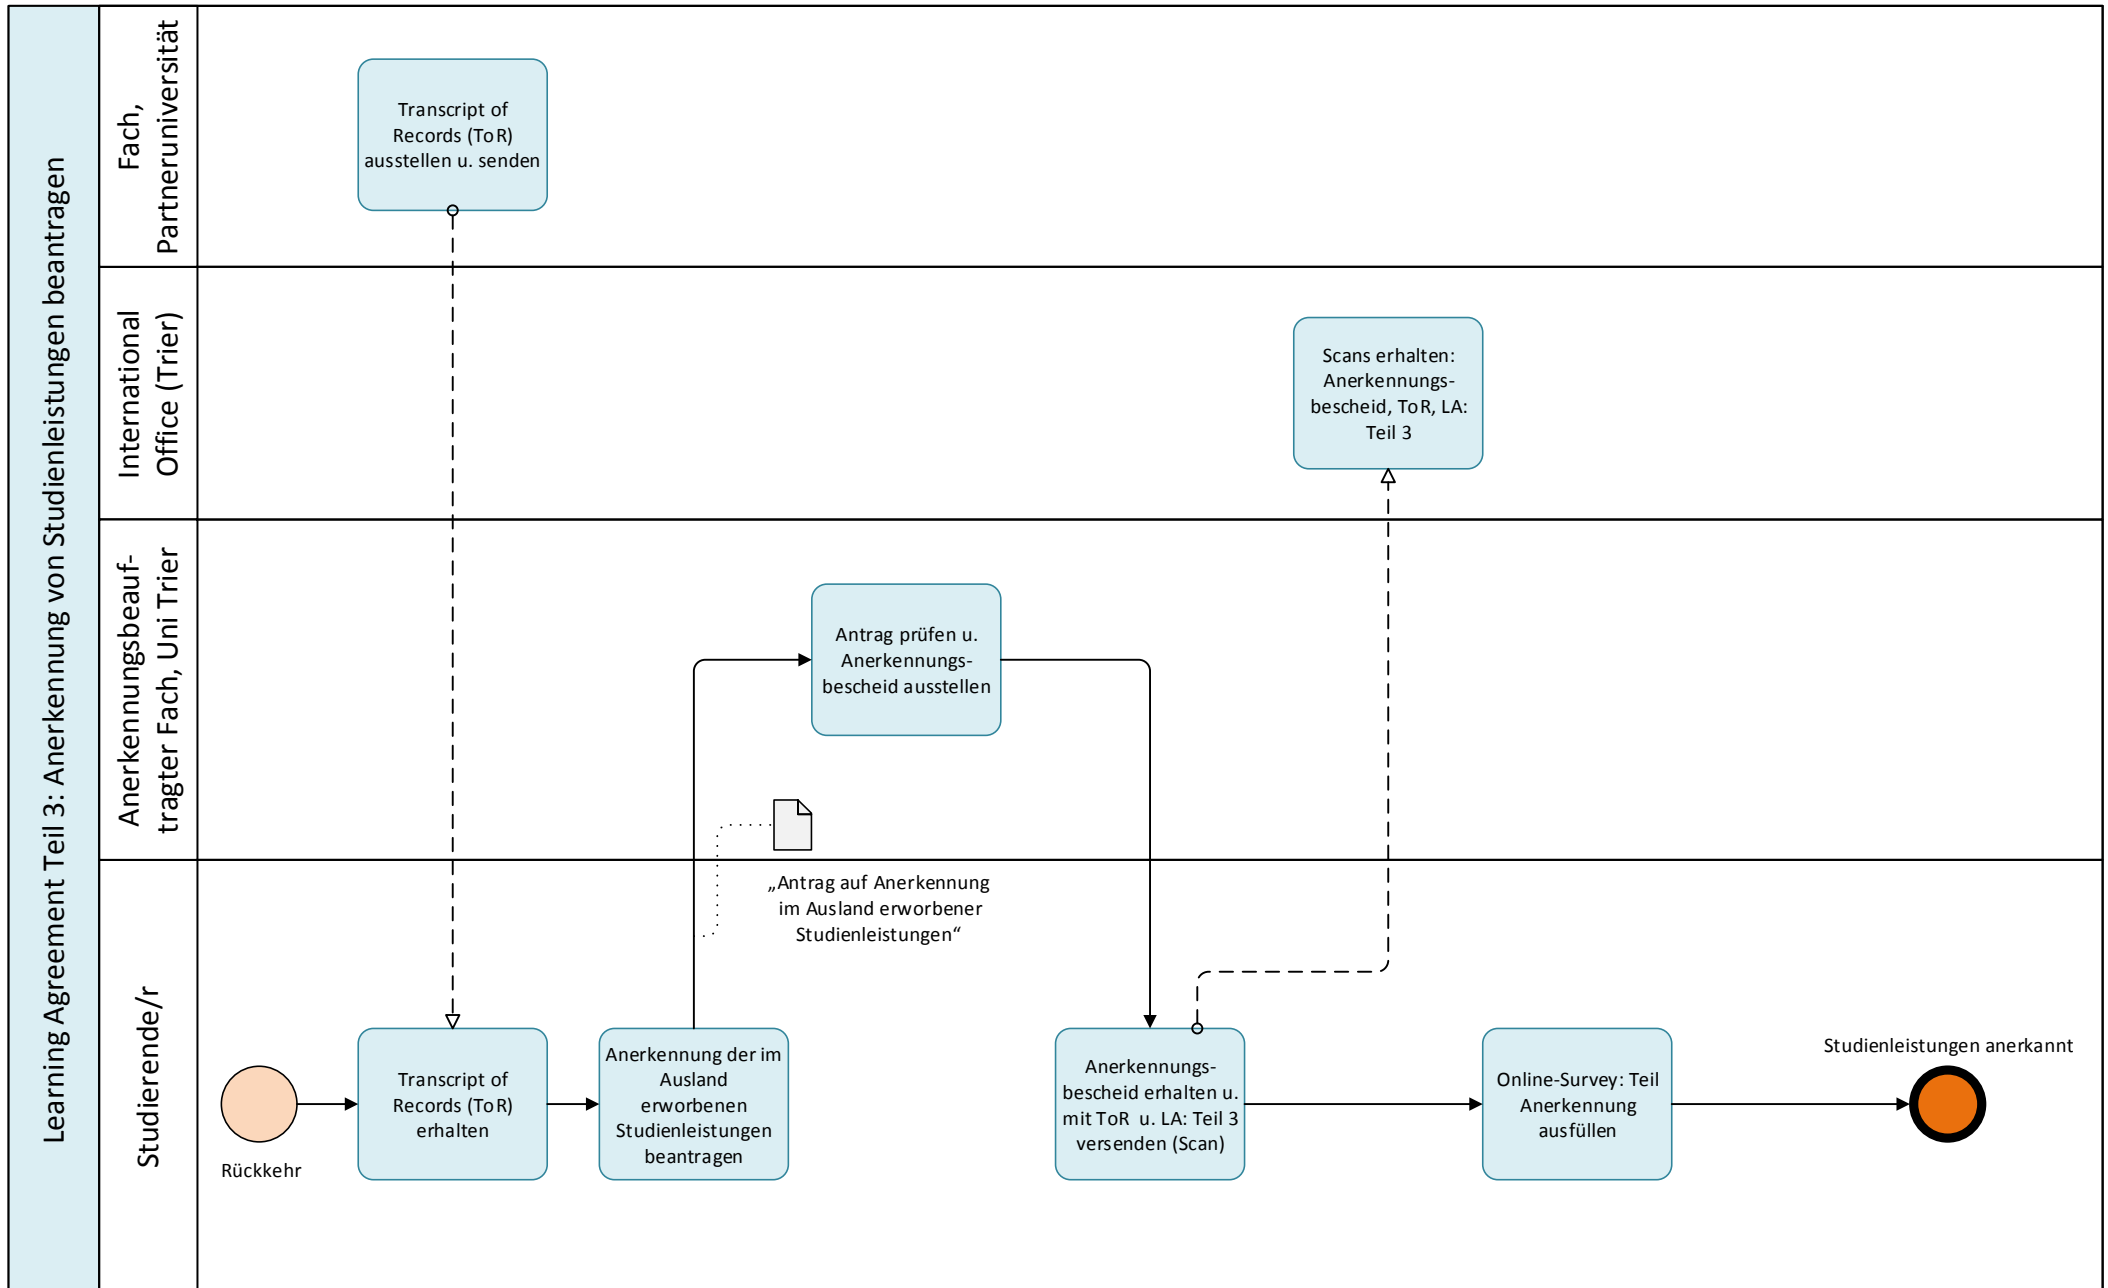 Learning Agreement Teil 3: Anerkennung von Studienleistungen beantragen
Fach,
Partneruniversität
Transcript of
Records (ToR)
ausstellen u. senden
International
Office (Trier)
Scans erhalten:
Anerkennungs-
bescheid, ToR, LA:
Teil 3
Anerkennungsbeauf-
tragter Fach, Uni Trier
Antrag prüfen u.
Anerkennungs-
bescheid ausstellen
„Antrag auf Anerkennung
im Ausland erworbener
Studienleistungen“
Studierende/r
Rückkehr
Transcript of
Records (ToR)
erhalten
Anerkennung der im
Ausland
erworbenen
Studienleistungen
beantragen
Anerkennungs-
bescheid erhalten u.
mit ToR u. LA: Teil 3
versenden (Scan)
Online-Survey: Teil
Anerkennung
ausfüllen
Studienleistungen anerkannt